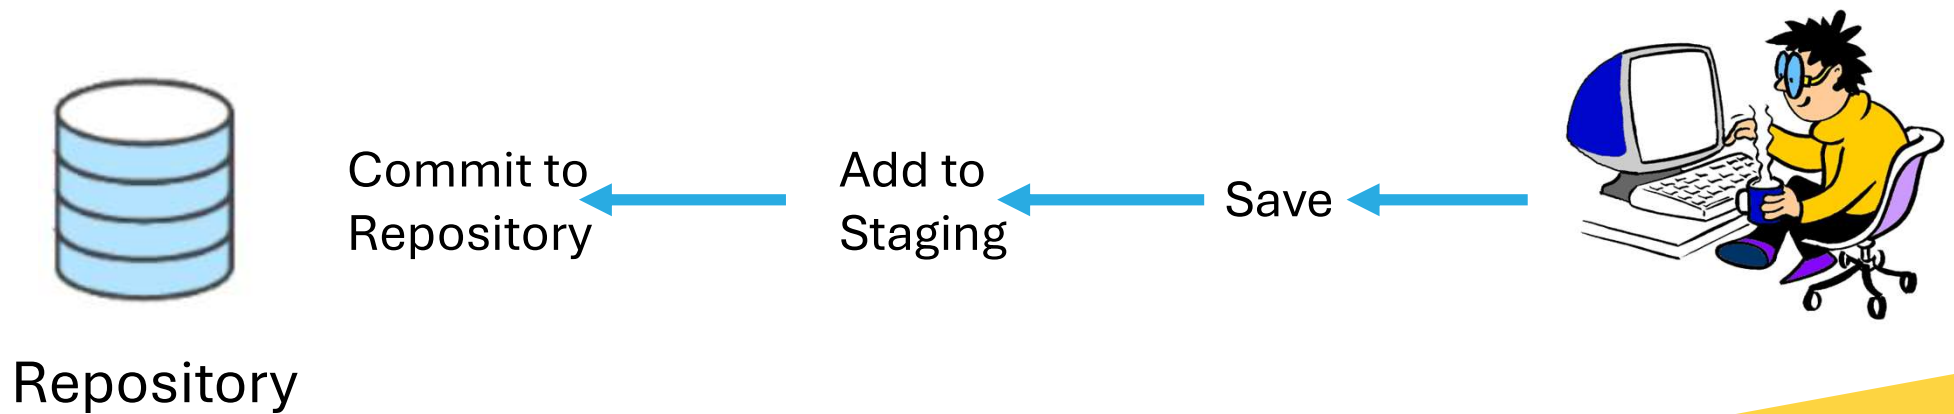 Commit to
Repository
Add to
Staging
Save
Repository